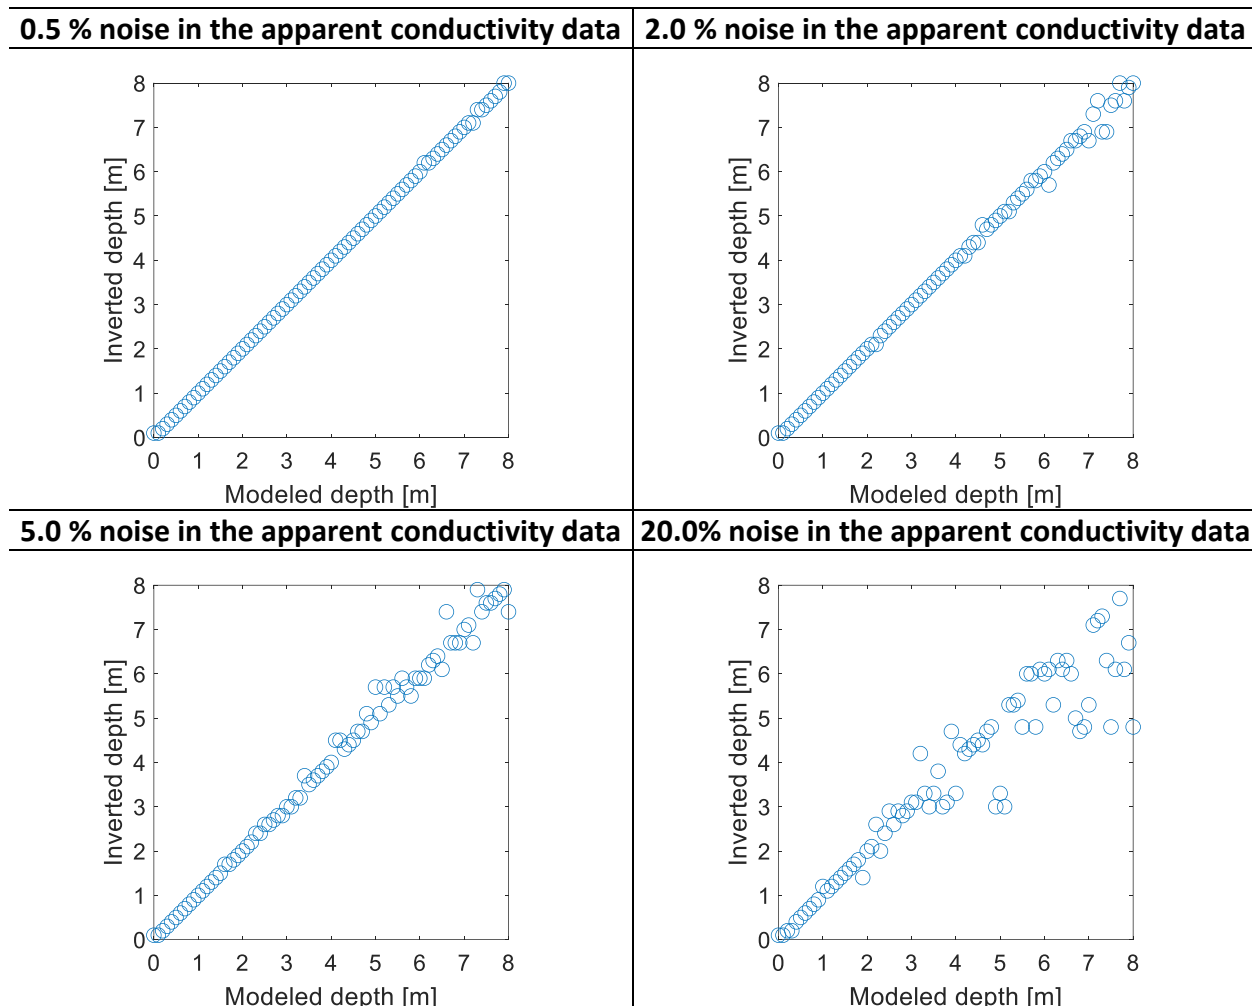 0.5 % noise in the apparent conductivity data
2.0 % noise in the apparent conductivity data
8
7
6
5
4
3
2
1
0
Inverted depth [m]
0 1 2 3 4 5 6 7 8
Modeled depth [m]
8
7
6
5
4
3
2
1
0
Inverted depth [m]
0 1 2 3 4 5 6 7 8
Modeled depth [m]
5.0 % noise in the apparent conductivity data
20.0% noise in the apparent conductivity data
8
7
6
5
4
3
2
1
0
Inverted depth [m]
0 1 2 3 4 5 6 7 8
Modeled depth [m]
8
7
6
5
4
3
2
1
0
Inverted depth [m]
0 1 2 3 4 5 6 7 8
Modeled depth [m]